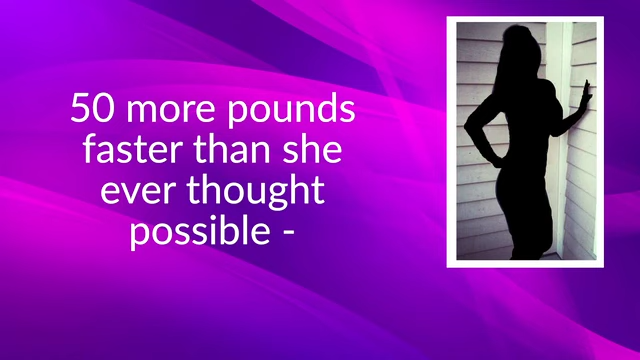 50 more pounds
faster than she
ever thought
possible -